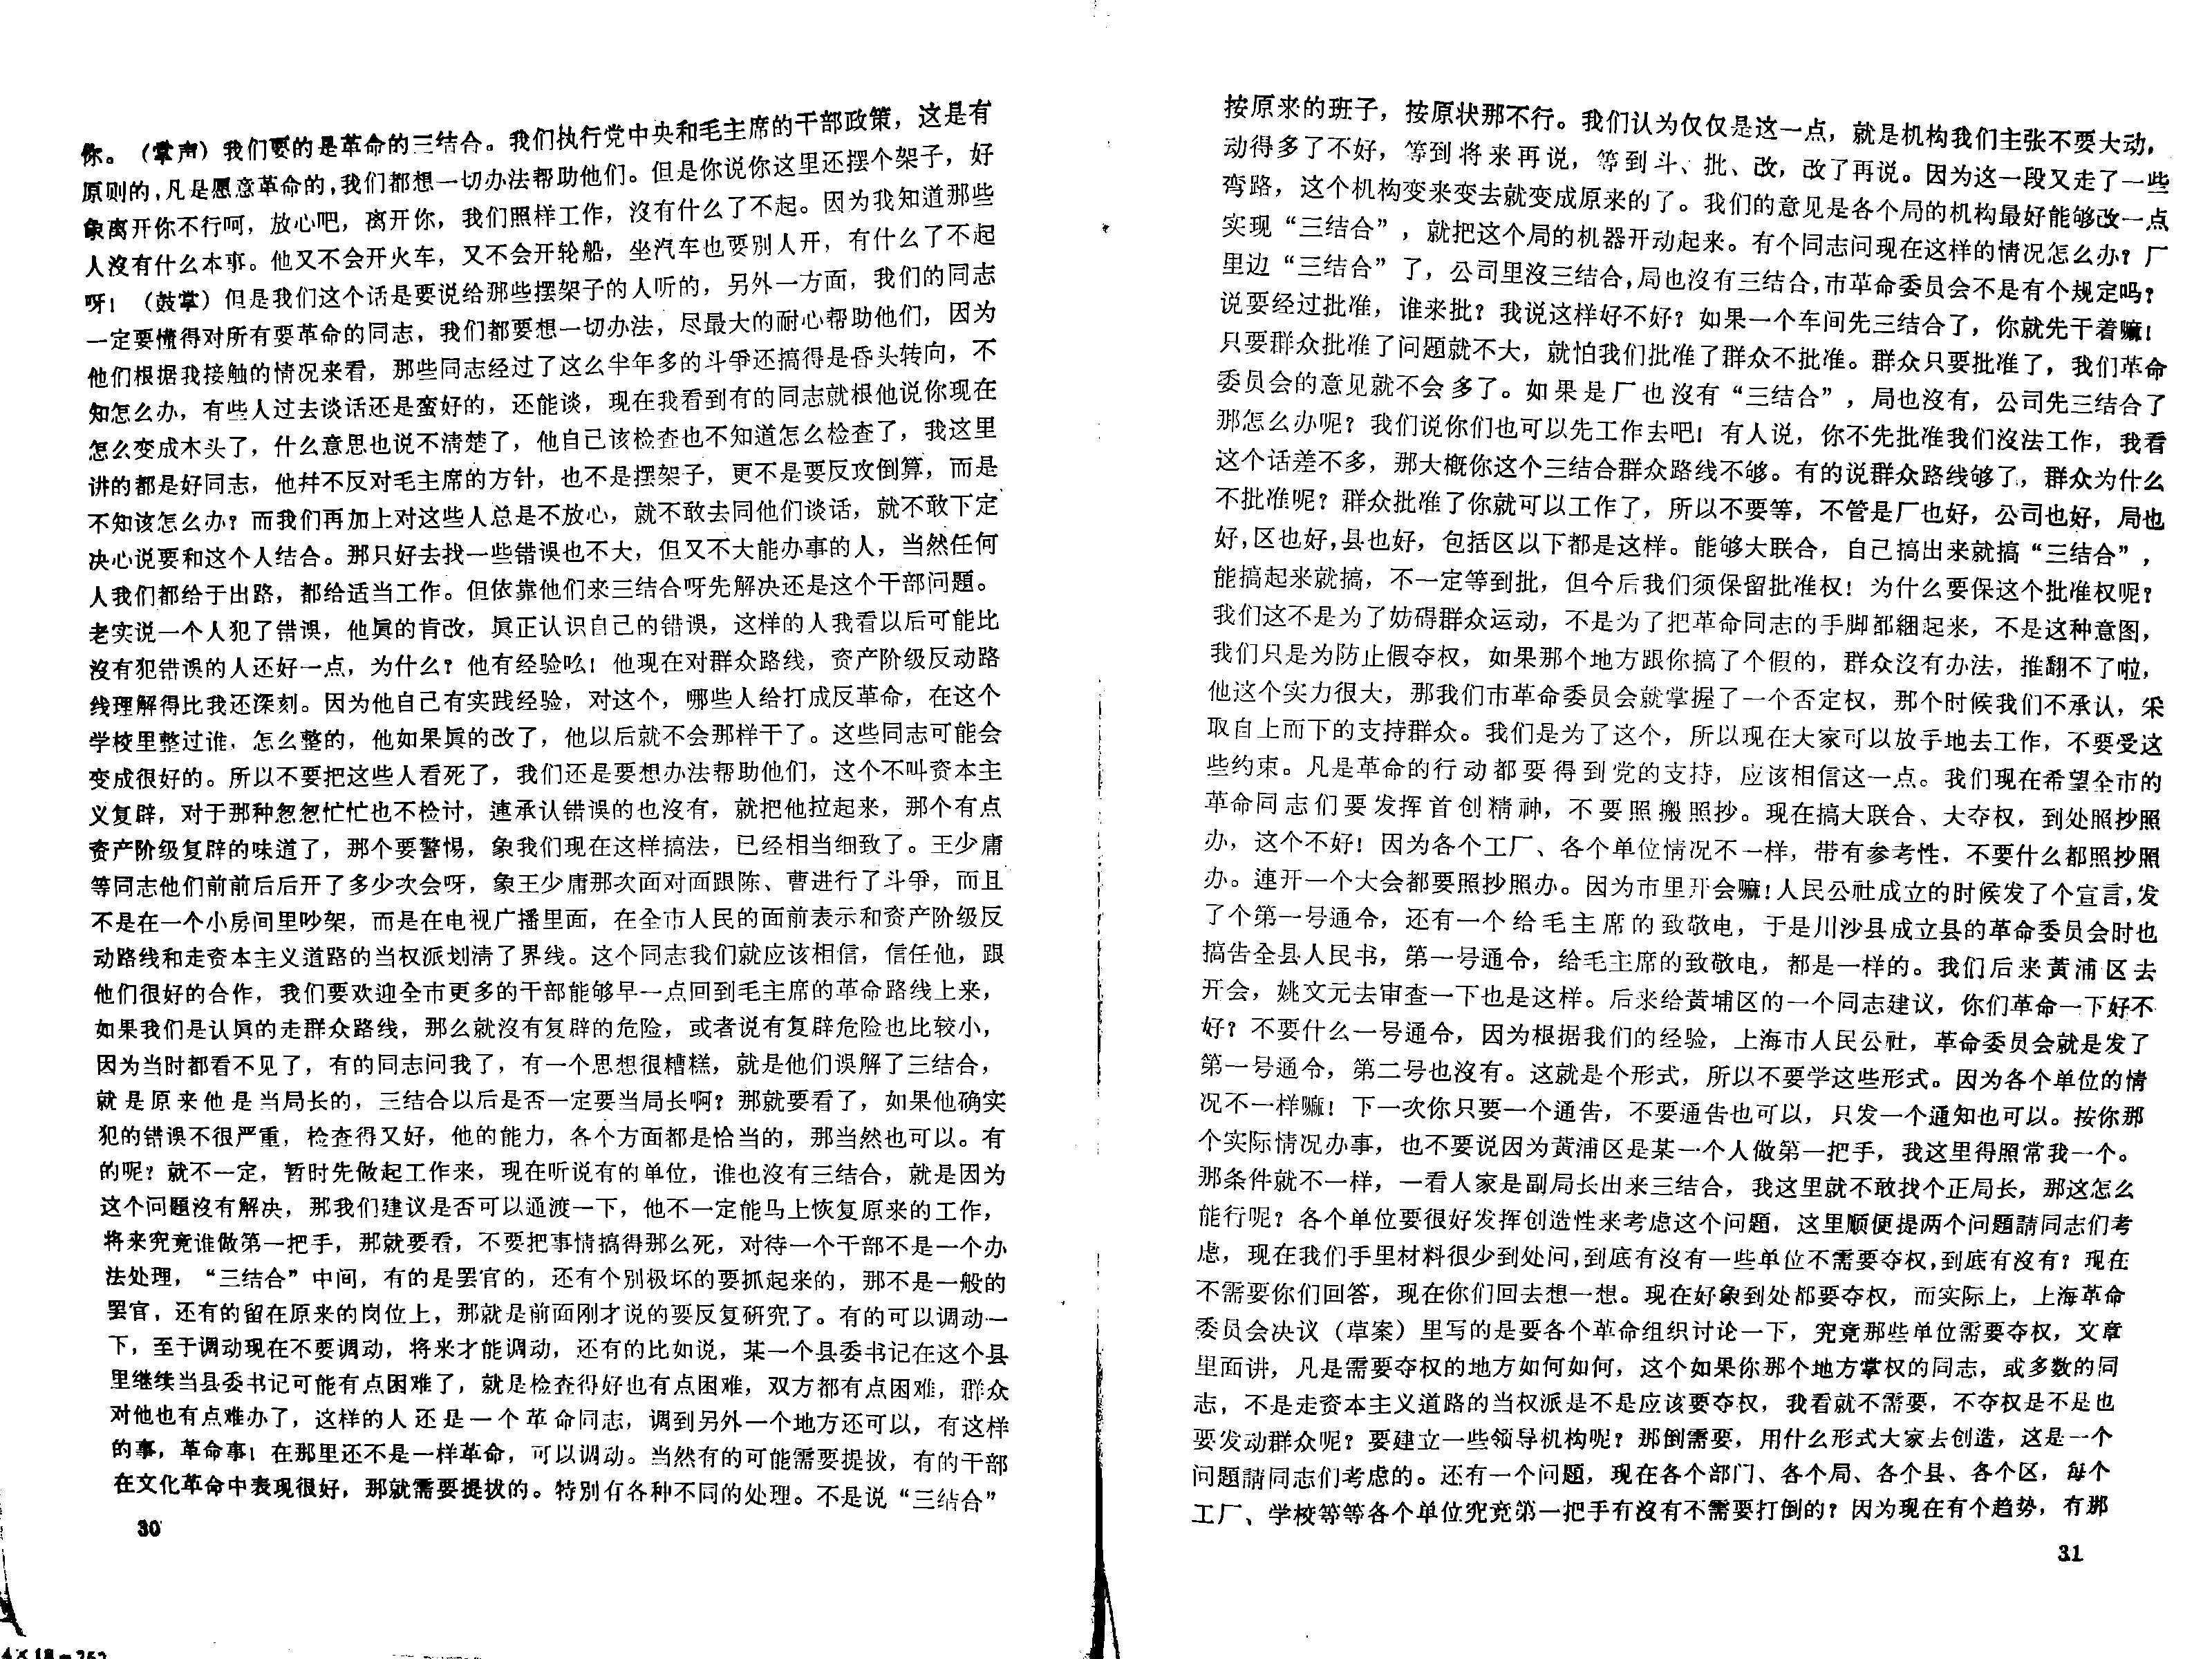 你。（掌声）我们要的是革命的三结合。我们执行党中央和毛主席的干部政策，这是有
原则的，凡是愿意革命的，我们都想一切办法帮助他们。但是你说你这里还摆个架子，好
象离开你不行呵，放心吧，离开你，我们照样工作，沒有什么了不起。因为我知道那些
人沒有什么本事。他又不会开火车，又不会开轮船，坐汽车也要别人开，有什么了不起
呀！（鼓掌）但是我们这个话是要说给那些摆架子的人听的，另外一方面，我们的同志
一定要懂得对所有要革命的同志，我们都要想一切办法，尽最大的耐心帮助他们，因为
他们根据我接触的情况来看，那些同志经过了这么半年多的斗爭还搞得是昏头转向，不
知怎么办，有些人过去谈话还是蛮好的，还能谈，现在我看到有的同志就根他说你现在
怎么变成木头了，什么意思也说不清楚了，他自己该检查也不知道怎么检查了，我这里
讲的都是好同志，他幷不反对毛主席的方针，也不是摆架子，更不是要反攻倒算，而是
不知该怎么办？而我们再加上对这些人总是不放心，就不敢去同他们谈话，就不敢下定
决心说要和这个人结合。那只好去找一些错误也不大，但又不大能办事的人，当然任何
人我们都给于出路，都给适当工作。但依靠他们来三结合呀先解决还是这个干部问題。
老实说一个人犯了错误，他眞的肯改，眞正认识自己的错误，这样的人我看以后可能比
沒有犯错误的人还好一点，为什么？他有经验吆！他现在对群众路线，资产阶级反动路
线理解得比我还深刻。因为他自己有实践经验，对这个，哪些人给打成反革命，在这个
学校里整过谁，怎么整的，他如果眞的改了，他以后就不会那样干了。这些同志可能会
变成很好的。所以不要把这些人看死了，我们还是要想办法帮助他们，这个不叫资本主
义复辟，对于那种怱怱忙忙也不检讨，連承认错误的也沒有，就把他拉起来，那个有点
资产阶级复辟的味道了，那个要警惕，象我们现在这样搞法，已经相当细致了。王少庸
等同志他们前前后后开了多少次会呀，象王少庸那次面对面跟陈、曹进行了斗爭，而且
不是在一个小房间里吵架，而是在电视广播里面，在全市人民的面前表示和资产阶级反
动路线和走资本主义道路的当权派划清了界线。这个同志我们就应该相信，信任他，跟
他们很好的合作，我们要欢迎全市更多的干部能够早一点回到毛主席的革命路线上来，
如果我们是认眞的走群众路线，那么就沒有复辟的危险，或者说有复辟危险也比较小，
因为当时都看不见了，有的同志问我了，有一个思想很糟糕，就是他们误解了三结合，
就是原来他是当局长的，三结合以后是否一定要当局长啊？那就要看了，如果他确实
犯的错误不很严重，检查得又好，他的能力，各个方面都是恰当的，那当然也可以。有
的呢？就不一定，暂时先做起工作来，现在听说有的单位，谁也沒有三结合，就是因为
这个问題沒有解决，那我们建议是否可以通渡一下，他不一定能马上恢复原来的工作，
将来究竟谁做第一把手，那就要看，不要把事情搞得那么死，对待一个干部不是一个办
法处理，“三结合”中间，有的是罢官的，还有个别极坏的要抓起来的，那不是一般的
罢官，还有的留在原来的岗位上，那就是前面刚才说的要反复研究了。有的可以调动一
下，至于调动现在不要调动，将来才能调动，还有的比如说，某一个县委书记在这个县
里继续当县委书记可能有点困难了，就是检查得好也有点困难，双方都有点困难，群众
对他也有点难办了，这样的人还是一个革命同志，调到另外一个地方还可以，有这样
的事，革命事！在那里还不是一样革命，可以调动。当然有的可能需要提拔，有的干部
在文化革命中表现很好，那就需要提拔的。特别有各种不同的处理。不是说“三结合”
30
按原来的班子，按原状那不行。我们认为仅仅是这一点，就是机构我们主张不要大动，
动得多了不好，等到将来再说，等到斗、批、改，改了再说。因为这一段又走了一些
弯路，这个机构变来变去就变成原来的了。我们的意见是各个局的机构最好能够改一点
实现“三结合”，就把这个局的机器开动起来。有个同志问现在这样的情况怎么办？厂
里边“三结合”了，公司里沒三结合，局也沒有三结合，市革命委员会不是有个规定吗？
说要经过批准，谁来批？我说这样好不好？如果一个车间先三结合了，你就先干着嘛！
只要群众批准了问題就不大，就怕我们批准了群众不批准。群众只要批准了，我们革命
委员会的意见就不会多了。如果是厂也沒有“三结合”，局也沒有，公司先三结合了
那怎么办呢？我们说你们也可以先工作去吧！有人说，你不先批准我们沒法工作，我看
这个话差不多，那大概你这个三结合群众路线不够。有的说群众路线够了，群众为什么
不批准呢？群众批准了你就可以工作了，所以不要等，不管是厂也好，公司也好，局也
好，区也好，县也好，包括区以下都是这样。能够大联合，自己搞出来就搞“三结合”，
能搞起来就搞，不一定等到批，但今后我们须保留批准权！为什么要保这个批准权呢？
我们这不是为了妨碍群众运动，不是为了把革命同志的手脚都綑起来，不是这种意图，
我们只是为防止假夺权，如果那个地方跟你搞了个假的，群众沒有办法，推翻不了啦，
他这个实力很大，那我们市革命委员会就掌握了一个否定权，那个时候我们不承认，采
取自上而下的支持群众。我们是为了这个，所以现在大家可以放手地去工作，不要受这
些约束。凡是革命的行动都要得到党的支持，应该相信这一点。我们现在希望全市的
革命同志们要发挥首创精神，不要照搬照抄。现在搞大联合、大夺权，到处照抄照
办，这个不好！因为各个工厂、各个单位情况不一样，带有参考性，不要什么都照抄照
办。連开一个大会都要照抄照办。因为市里开会嘛！人民公社成立的时候发了个宣言，发
了个第一号通令，还有一个给毛主席的致敬电，于是川沙县成立县的革命委员会时也
搞告全县人民书，第一号通令，给毛主席的致敬电，都是一样的。我们后来黃浦区去
开会，姚文元去审查一下也是这样。后来给黃埔区的一个同志建议，你们革命一下好不
好？不要什么一号通令，因为根据我们的经验，上海市人民公社，革命委员会就是发了
第一号通令，第二号也沒有。这就是个形式，所以不要学这些形式。因为各个单位的情
况不一样嘛！下一次你只要一个通告，不要通告也可以，只发一个通知也可以。按你那
个实际情况办事，也不要说因为黃浦区是某一个人做第一把手，我这里得照常我一个。
那条件就不一样，一看人家是副局长出来三结合，我这里就不敢找个正局长，那这怎么
能行呢？各个单位要很好发挥创造性来考虑这个问題，这里顺便提两个问題請同志们考
虑，现在我们手里材料很少到处问，到底有沒有一些单位不需要夺权，到底有沒有？现在
不需要你们回答，现在你们回去想一想。现在好象到处都要夺权，而实际上，上海革命
委员会决议（草案）里写的是要各个革命组织讨论一下，究竟那些单位需要夺权，文章
里面讲，凡是需要夺权的地方如何如何，这个如果你那个地方掌权的同志，或多数的同
志，不是走资本主义道路的当权派是不是应该要夺权，我看就不需要，不夺权是不是也
要发动群众呢？要建立一些领导机构呢？那倒需要，用什么形式大家去创造，这是一个
问題請同志们考虑的。还有一个问題，现在各个部门、各个局、各个县、各个区，每个
工厂、学校等等各个单位究竟第一把手有沒有不需要打倒的？因为现在有个趋势，有那
31